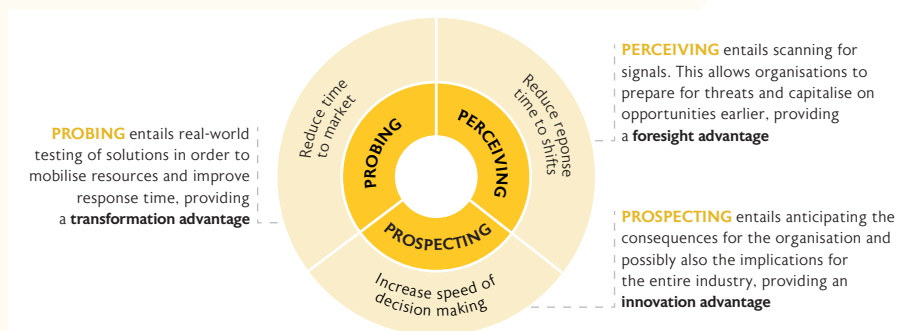 PROBING entails real-world
testing of solutions in order to
mobilise resources and improve
response time, providing
a transformation advantage
Reduce time
to market
PROBING
PERCEIVING
PROSPECTING
Reduce reponse
time to shifts
Increase speed of
decision making
PERCEIVING entails scanning for
signals. This allows organisations to
prepare for threats and capitalise on
opportunities earlier, providing
a foresight advantage
PROSPECTING entails anticipating the
consequences for the organisation and
possibly also the implications for
the entire industry, providing an
innovation advantage